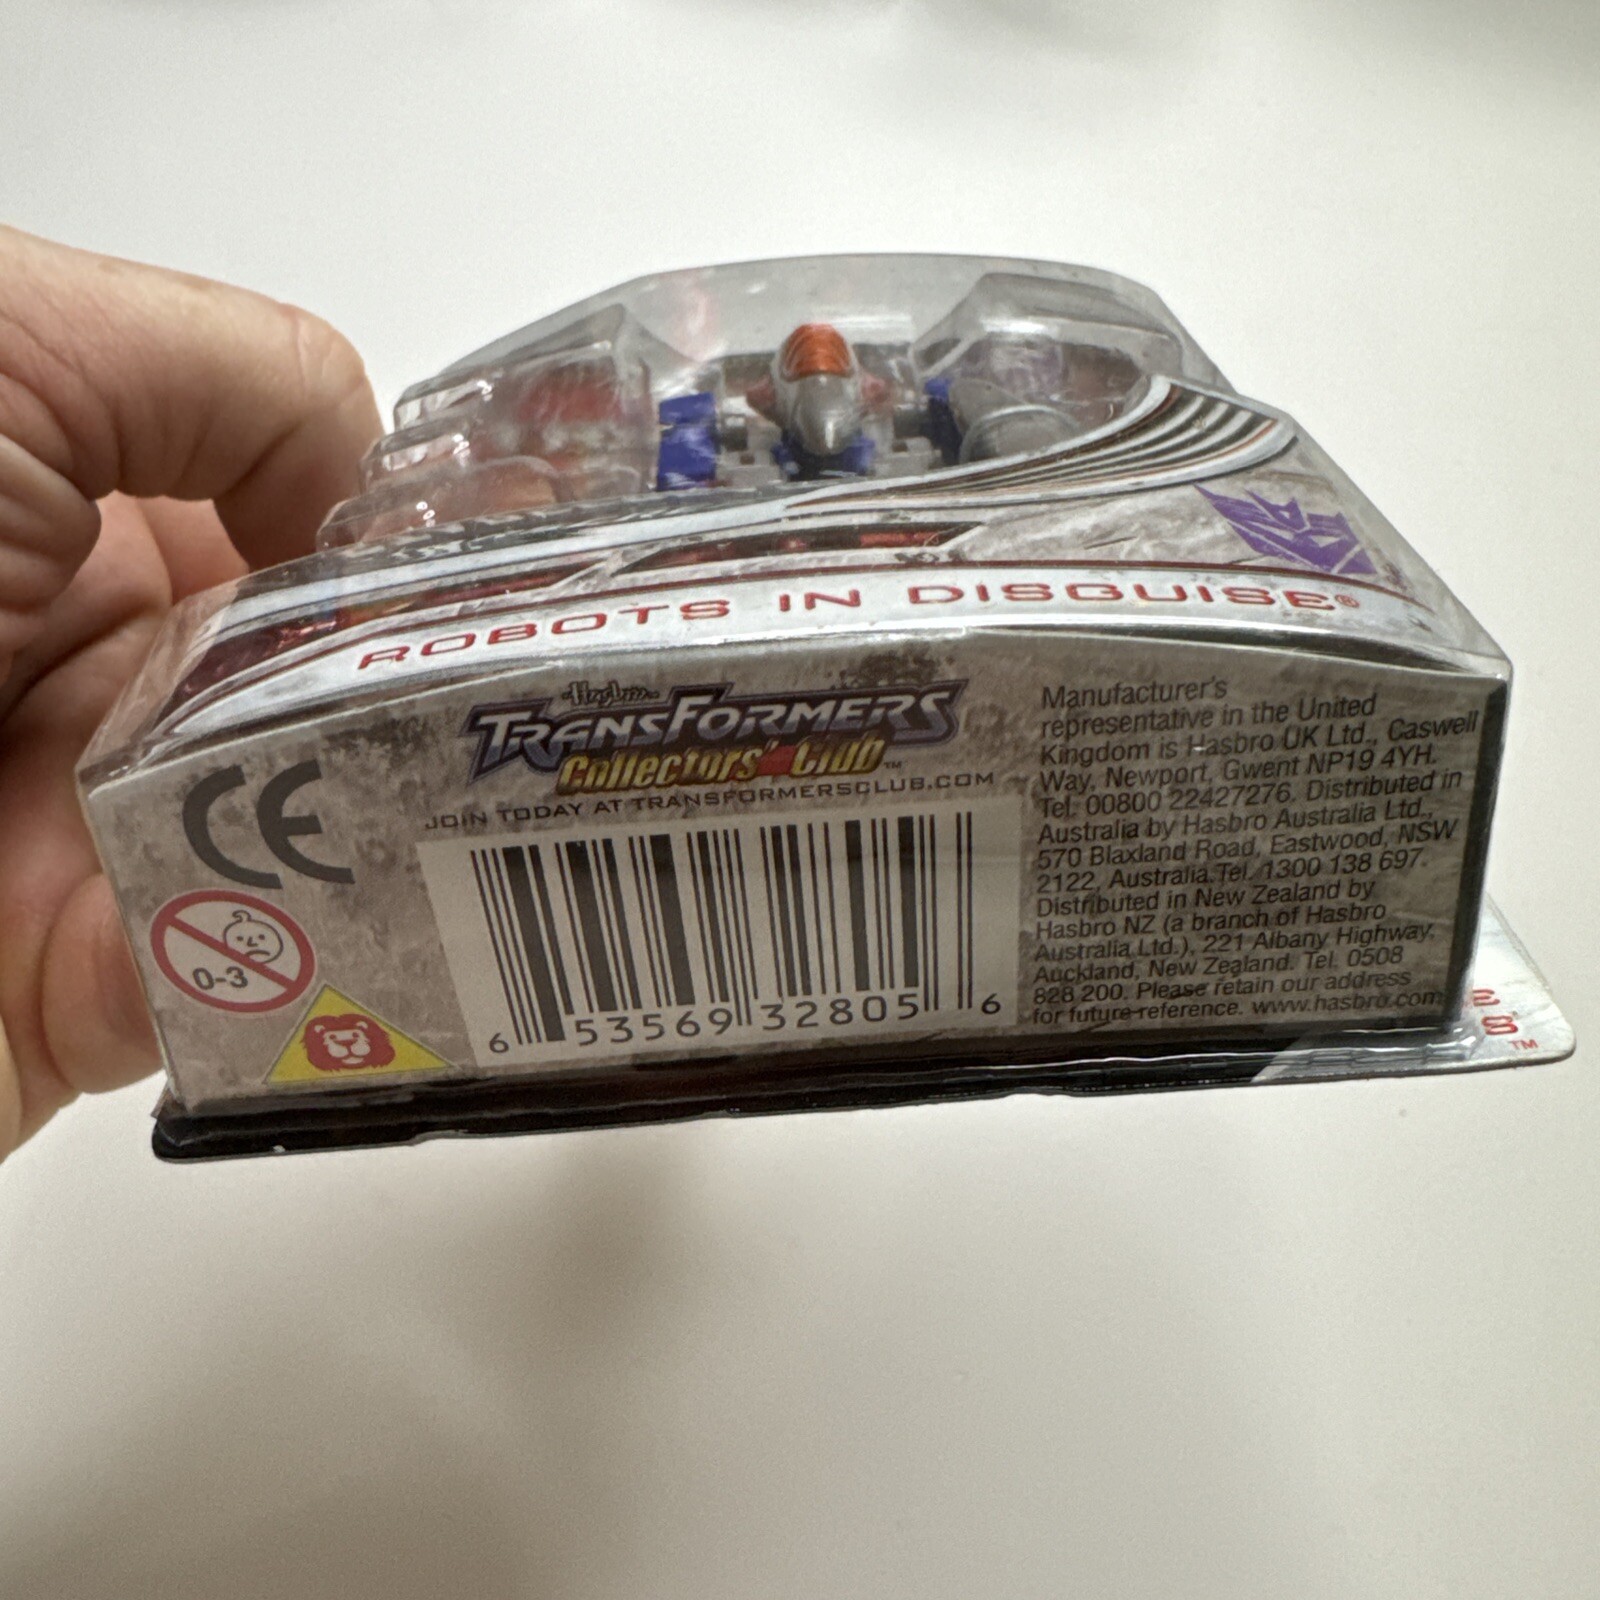 ROBOTS IN DISGUISE®
Hasbro
TRANSFORMERS
Collectors' Club™
JOIN TODAY AT TRANSFORMERSCLUB.COM
CE
0-3
6 53569 32805 6
Manufacturer's
representative in the United
Kingdom is Hasbro UK Ltd., Caswell
Way, Newport, Gwent NP19 4YH.
Tel. 00800 22427276. Distributed in
Australia by Hasbro Australia Ltd.,
570 Blaxland Road, Eastwood, NSW
2122, Australia. Tel. 1300 138 697.
Distributed in New Zealand by
Hasbro NZ (a branch of Hasbro
Australia Ltd.), 221 Albany Highway,
Auckland, New Zealand. Tel. 0508
828 200. Please retain our address
for future reference. www.hasbro.com
E
S™